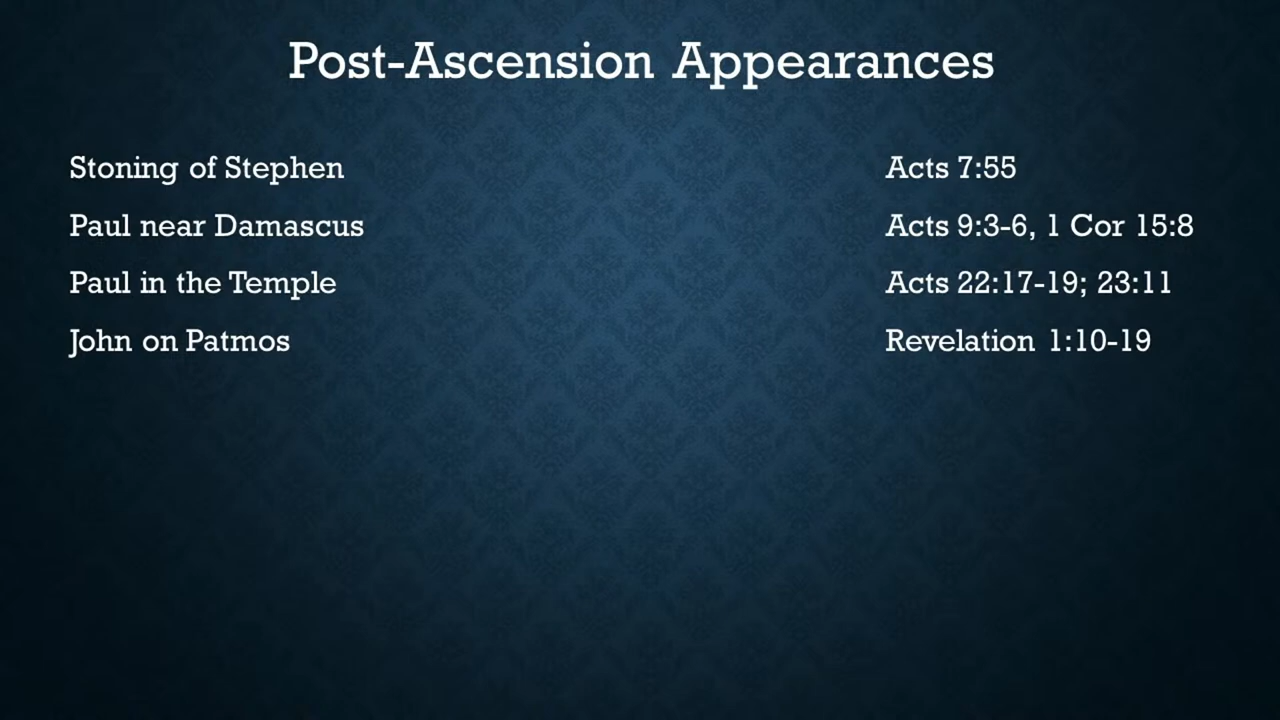 Post-Ascension Appearances
Stoning of Stephen Acts 7:55
Paul near Damascus Acts 9:3-6, 1 Cor 15:8
Paul in the Temple Acts 22:17-19; 23:11
John on Patmos Revelation 1:10-19